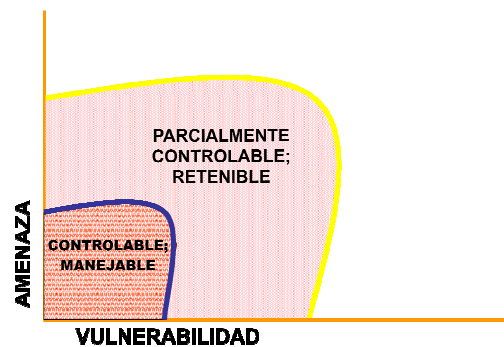 PARCIALMENTE
CONTROLABLE;
RETENIBLE
CONTROLABLE;
MANEJABLE
AMENAZA
VULNERABILIDAD